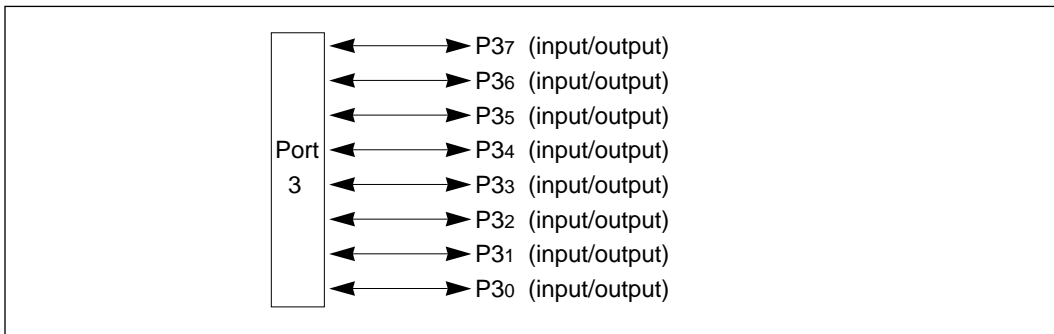 P37 (input/output)
P36 (input/output)
P35 (input/output)
Port
3
P34 (input/output)
P33 (input/output)
P32 (input/output)
P31 (input/output)
P30 (input/output)